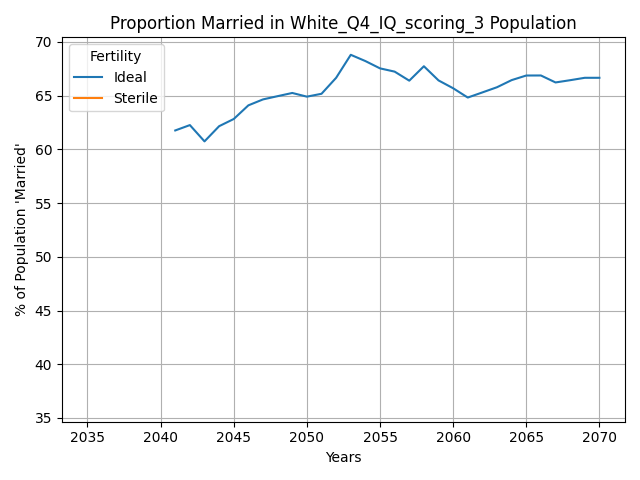 Proportion Married in White_Q4_IQ_scoring_3 Population
70
65
60
55
50
45
40
35
% of Population 'Married'
Fertility
Ideal
Sterile
2035 2040 2045 2050 2055 2060 2065 2070
Years